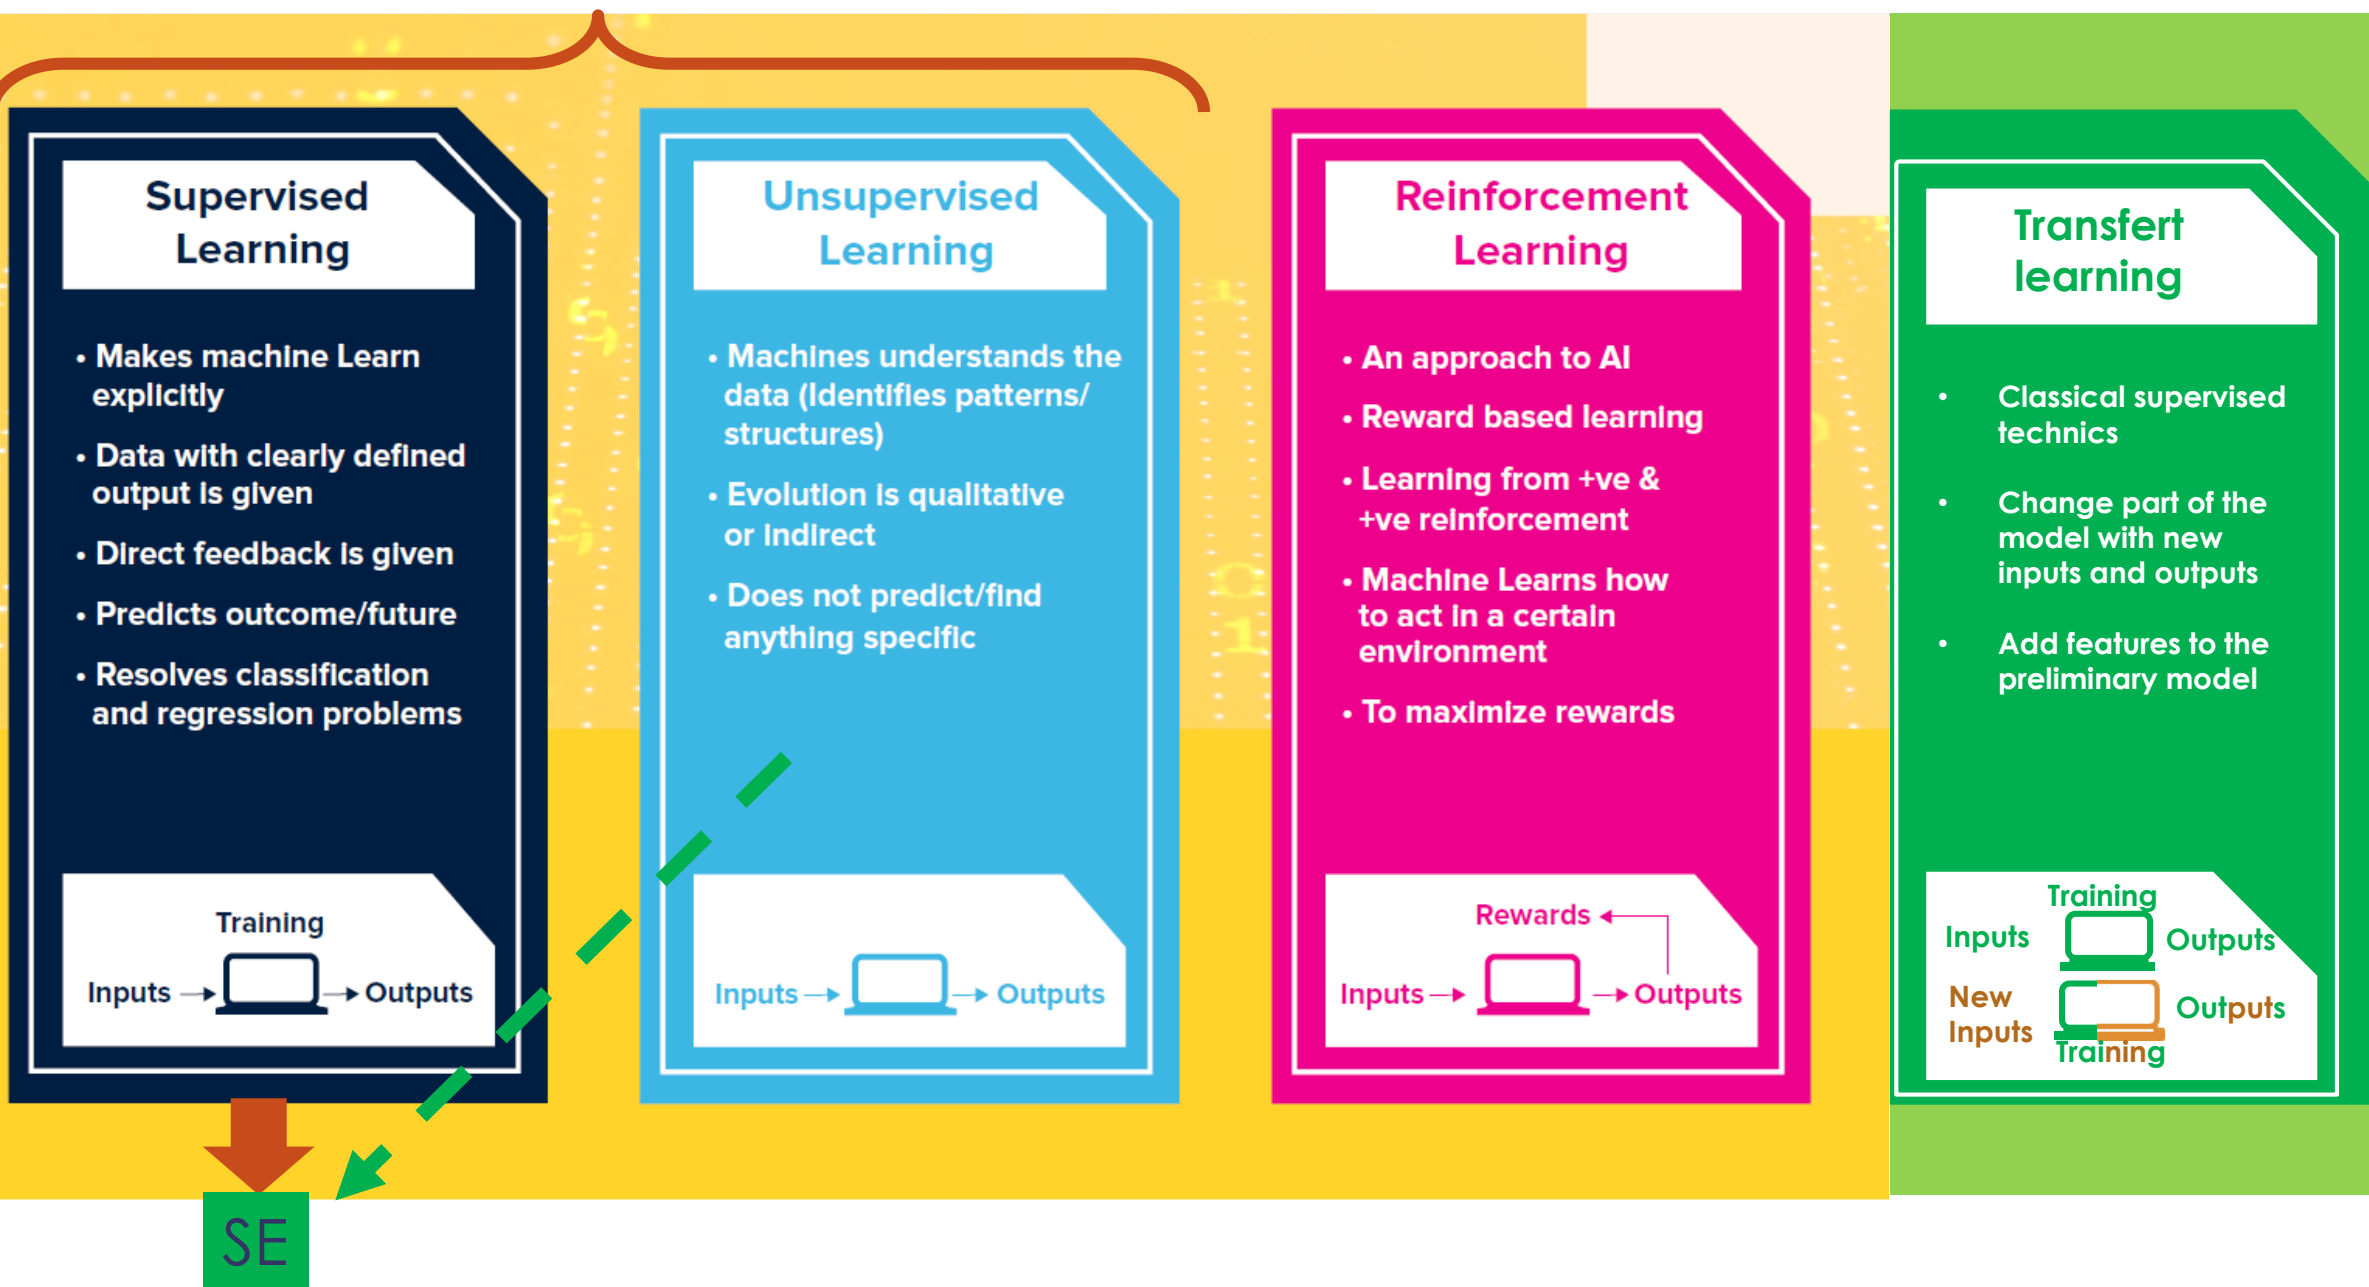 Supervised
Learning
• Makes machine Learn
explicitly
• Data with clearly defined
output is given
• Direct feedback is given
• Predicts outcome/future
• Resolves classification
and regression problems
Training
Inputs
Outputs
SE
Unsupervised
Learning
• Machines understands the
data (Identifies patterns/
structures)
• Evolution is qualitative
or Indirect
• Does not predict/find
anything specific
Inputs
Outputs
Reinforcement
Learning
• An approach to AI
• Reward based learning
• Learning from +ve &
+ve reinforcement
• Machine Learns how
to act in a certain
environment
• To maximize rewards
Rewards
Inputs
Outputs
Transfert
learning
• Classical supervised
technics
• Change part of the
model with new
inputs and outputs
• Add features to the
preliminary model
Training
Inputs
Outputs
New
Inputs
Outputs
Training